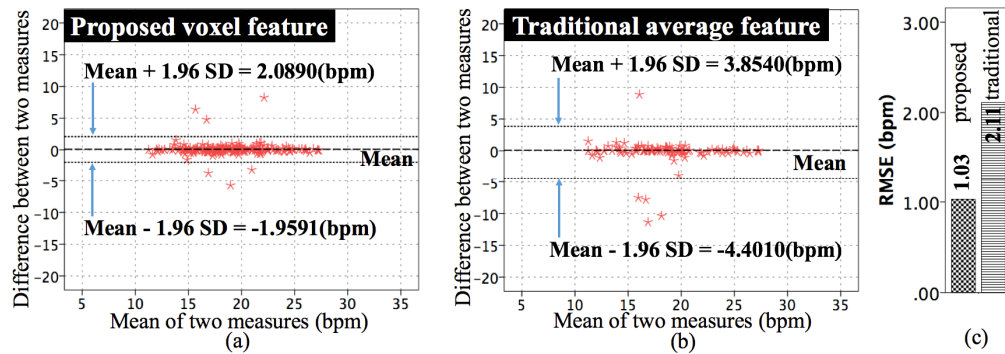 Proposed voxel feature
Difference between two measures
20
15
10
5
0
-5
-10
-15
-20
Mean + 1.96 SD = 2.0890(bpm)
Mean
Mean - 1.96 SD = -1.9591(bpm)
5
10
15
20
25
30
35
Mean of two measures (bpm)
(a)
Traditional average feature
Difference between two measures
20
15
10
5
0
-5
-10
-15
-20
Mean + 1.96 SD = 3.8540(bpm)
Mean
Mean - 1.96 SD = -4.4010(bpm)
5
10
15
20
25
30
35
Mean of two measures (bpm)
(b)
RMSE (bpm)
3.00
2.00
1.00
.00
proposed
1.03
traditional
2.11
(c)